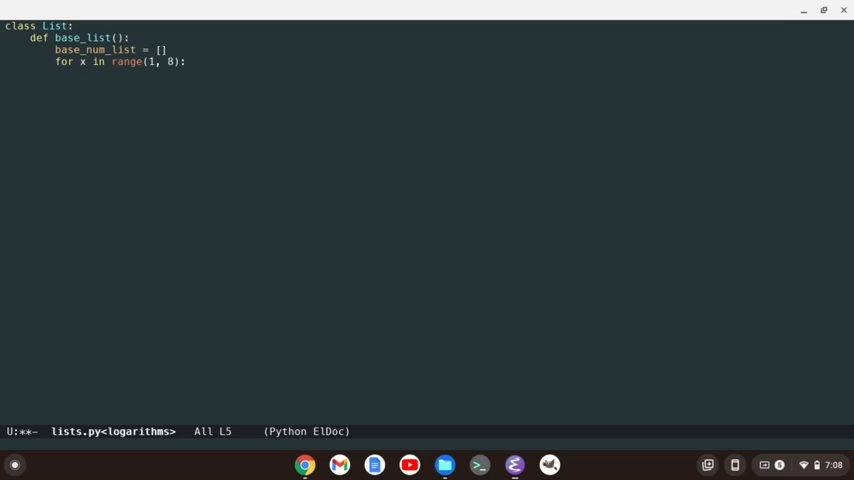 class List:
    def base_list():
        base_num_list = []
        for x in range(1, 8):
U:**–  lists.py<logarithms>   All L5     (Python ElDoc)
5 7:08